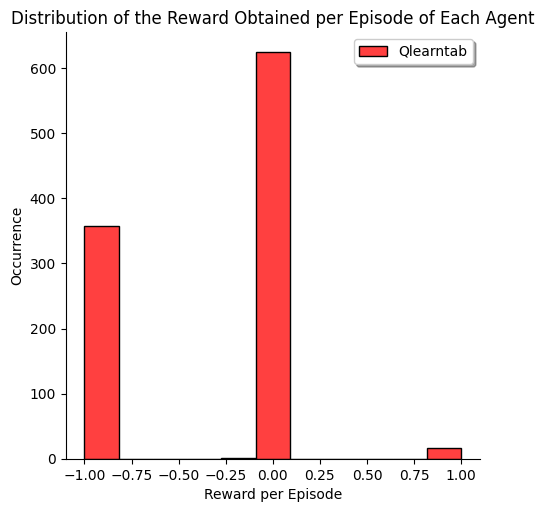 Distribution of the Reward Obtained per Episode of Each Agent
Qlearntab
600
500
400
300
200
100
0
Occurrence
−1.00 −0.75 −0.50 −0.25 0.00 0.25 0.50 0.75 1.00
Reward per Episode